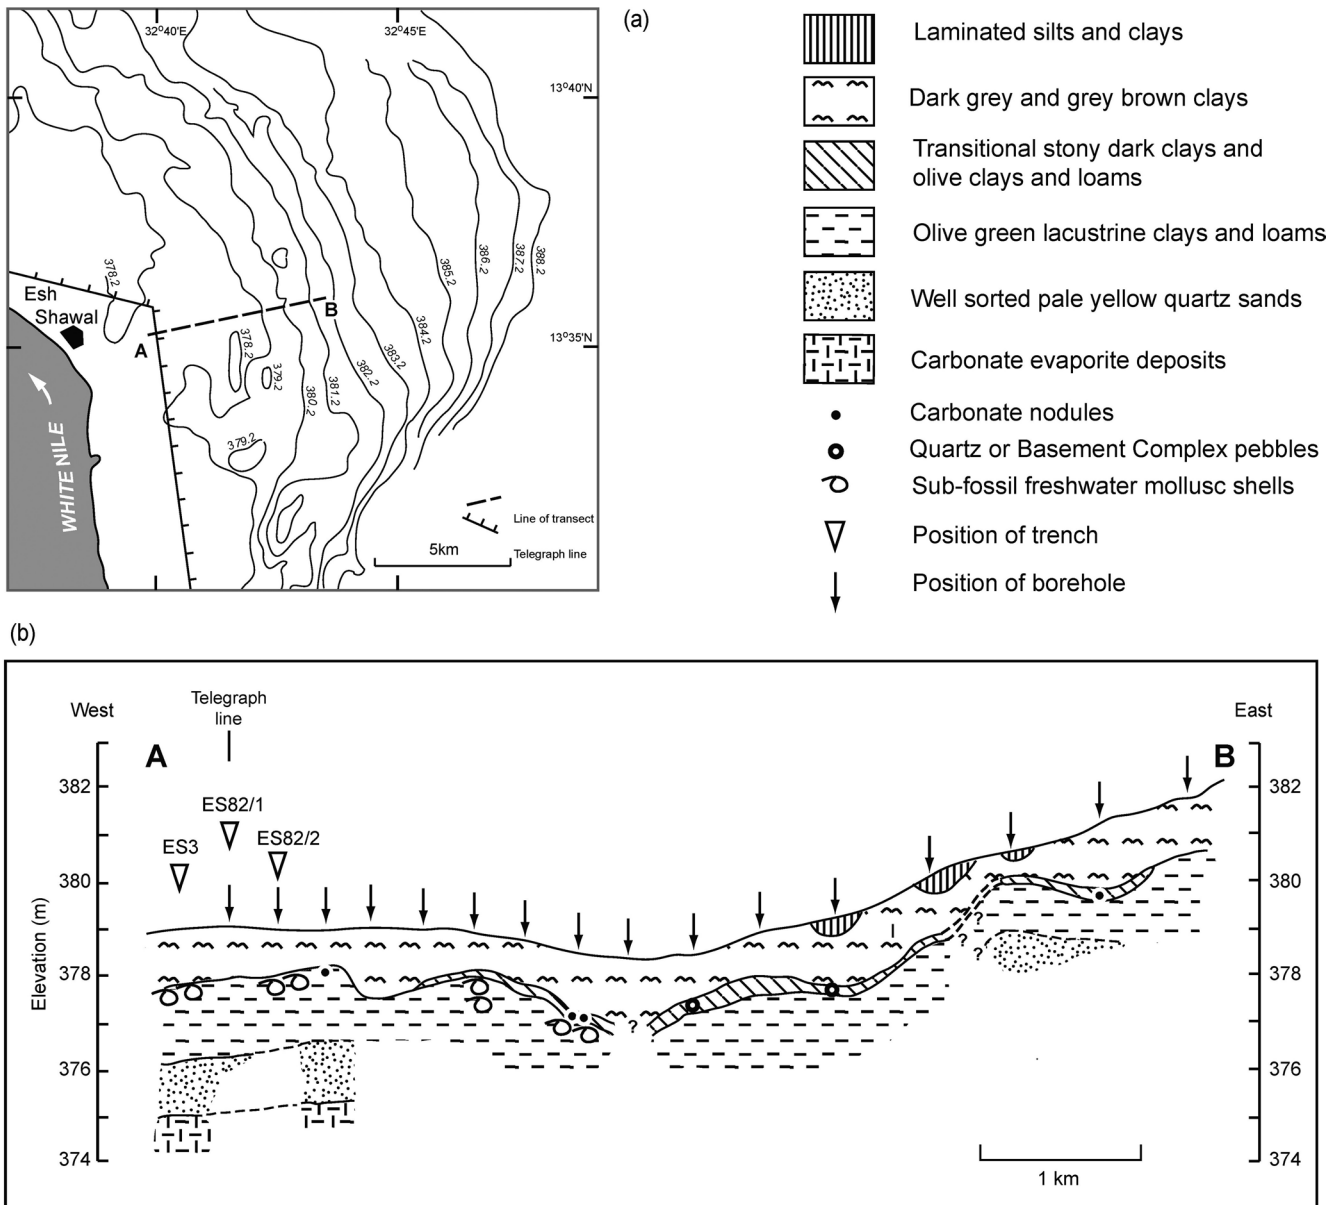 (a)
32°40'E
32°45'E
13°40'N
13°35'N
378.2
Esh
Shawal
A
B
WHITE NILE
378.2
379.2
379.2
380.2
381.2
382.2
383.2
384.2
385.2
386.2
387.2
388.2
Line of transect
Telegraph line
5km
Laminated silts and clays
Dark grey and grey brown clays
Transitional stony dark clays and
olive clays and loams
Olive green lacustrine clays and loams
Well sorted pale yellow quartz sands
Carbonate evaporite deposits
Carbonate nodules
Quartz or Basement Complex pebbles
Sub-fossil freshwater mollusc shells
Position of trench
Position of borehole
(b)
West
Telegraph
line
East
A
B
ES3
ES82/1
ES82/2
Elevation (m)
382
380
378
376
374
382
380
378
376
374
?
?
?
?
1 km